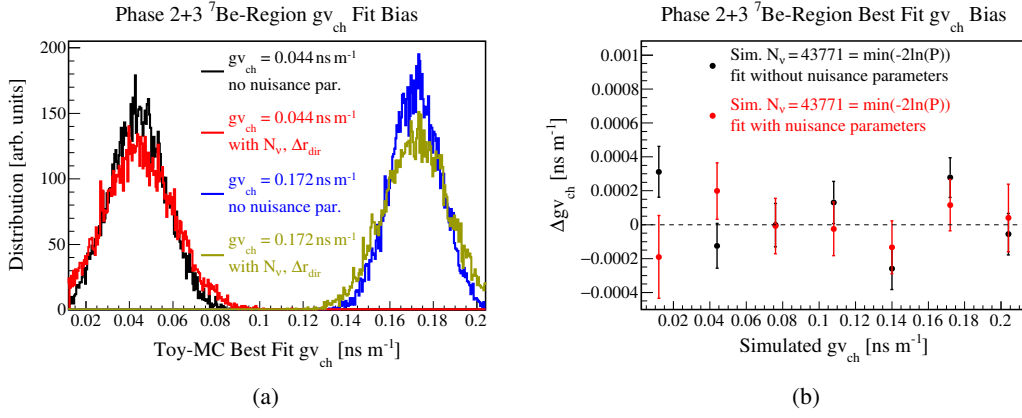 Phase 2+3 ⁷Be-Region gv_ch Fit Bias
Distribution [arb. units]
200
150
100
50
0
gv_ch = 0.044 ns m⁻¹
no nuisance par.
gv_ch = 0.044 ns m⁻¹
with N_ν, Δr_dir
gv_ch = 0.172 ns m⁻¹
no nuisance par.
gv_ch = 0.172 ns m⁻¹
with N_ν, Δr_dir
0.02 0.04 0.06 0.08 0.1 0.12 0.14 0.16 0.18 0.2
Toy-MC Best Fit gv_ch [ns m⁻¹]
(a)
Phase 2+3 ⁷Be-Region Best Fit gv_ch Bias
Δgv_ch [ns m⁻¹]
0.001
0.0008
0.0006
0.0004
0.0002
0
−0.0002
−0.0004
Sim. N_ν = 43771 = min(-2ln(P))
fit without nuisance parameters
Sim. N_ν = 43771 = min(-2ln(P))
fit with nuisance parameters
0.02 0.04 0.06 0.08 0.1 0.12 0.14 0.16 0.18 0.2
Simulated gv_ch [ns m⁻¹]
(b)